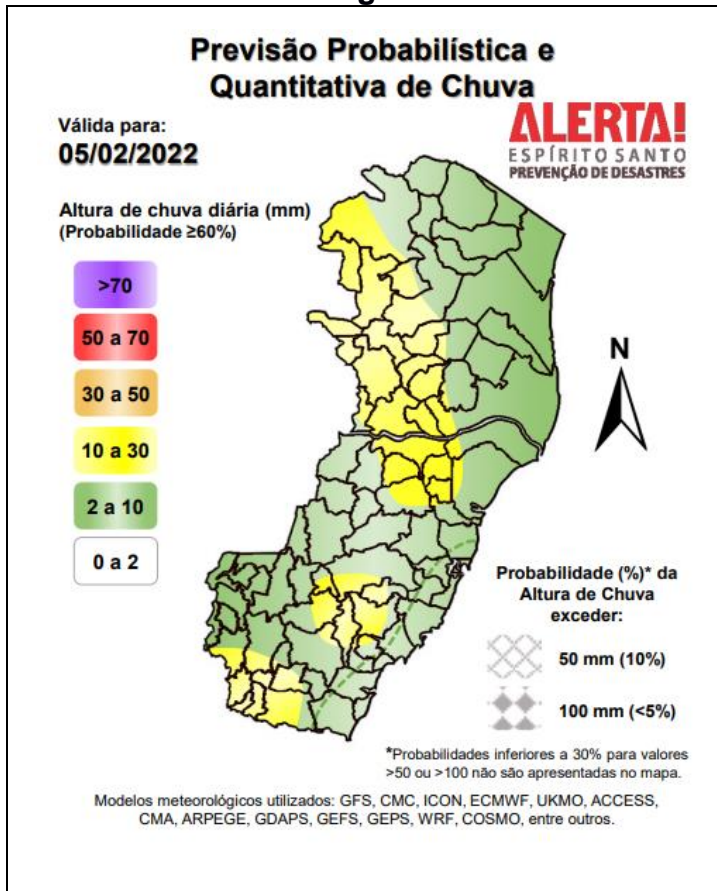 Previsão Probabilística e
Quantitativa de Chuva
Válida para:
05/02/2022
ALERTA!
ESPÍRITO SANTO
PREVENÇÃO DE DESASTRES
Altura de chuva diária (mm)
(Probabilidade ≥60%)
>70
50 a 70
30 a 50
10 a 30
2 a 10
0 a 2
N
Probabilidade (%)* da
Altura de Chuva
exceder:
50 mm (10%)
100 mm (<5%)
*Probabilidades inferiores a 30% para valores
>50 ou >100 não são apresentadas no mapa.
Modelos meteorológicos utilizados: GFS, CMC, ICON, ECMWF, UKMO, ACCESS,
CMA, ARPEGE, GDAPS, GEFS, GEPS, WRF, COSMO, entre outros.